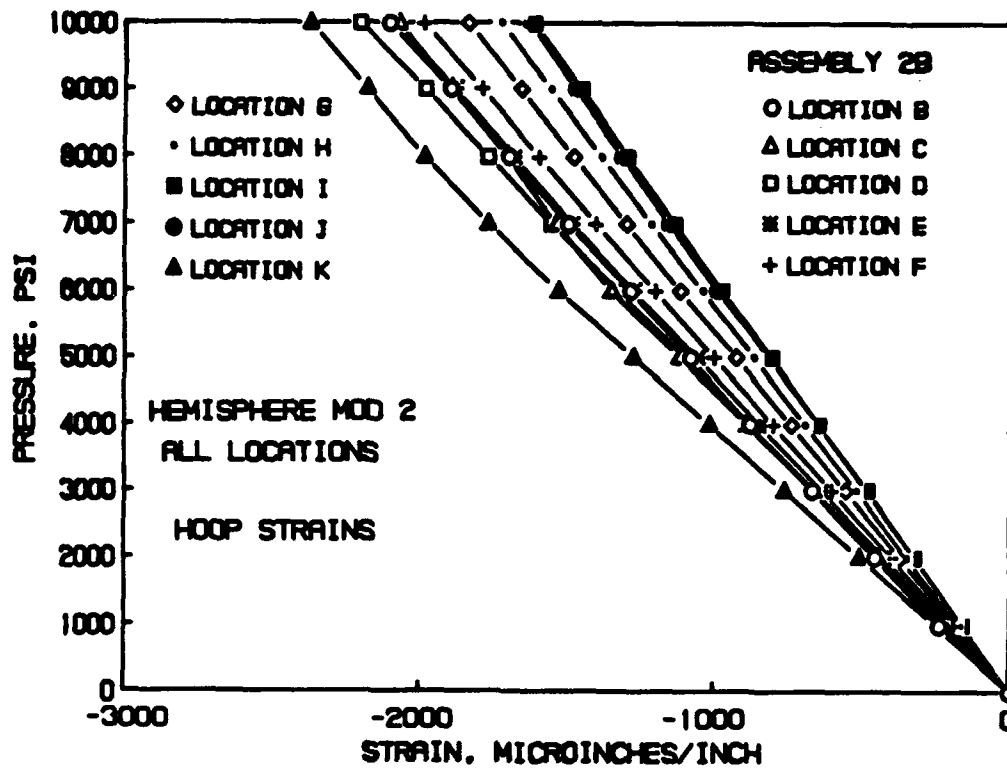 10000
9000
8000
7000
6000
5000
4000
3000
2000
1000
0
PRESSURE, PSI
ASSEMBLY 2B
LOCATION G
LOCATION H
LOCATION I
LOCATION J
LOCATION K
LOCATION B
LOCATION C
LOCATION D
LOCATION E
LOCATION F
HEMISPHERE MOD 2
ALL LOCATIONS
HOOP STRAINS
-3000
-2000
-1000
0
STRAIN, MICROINCHES/INCH